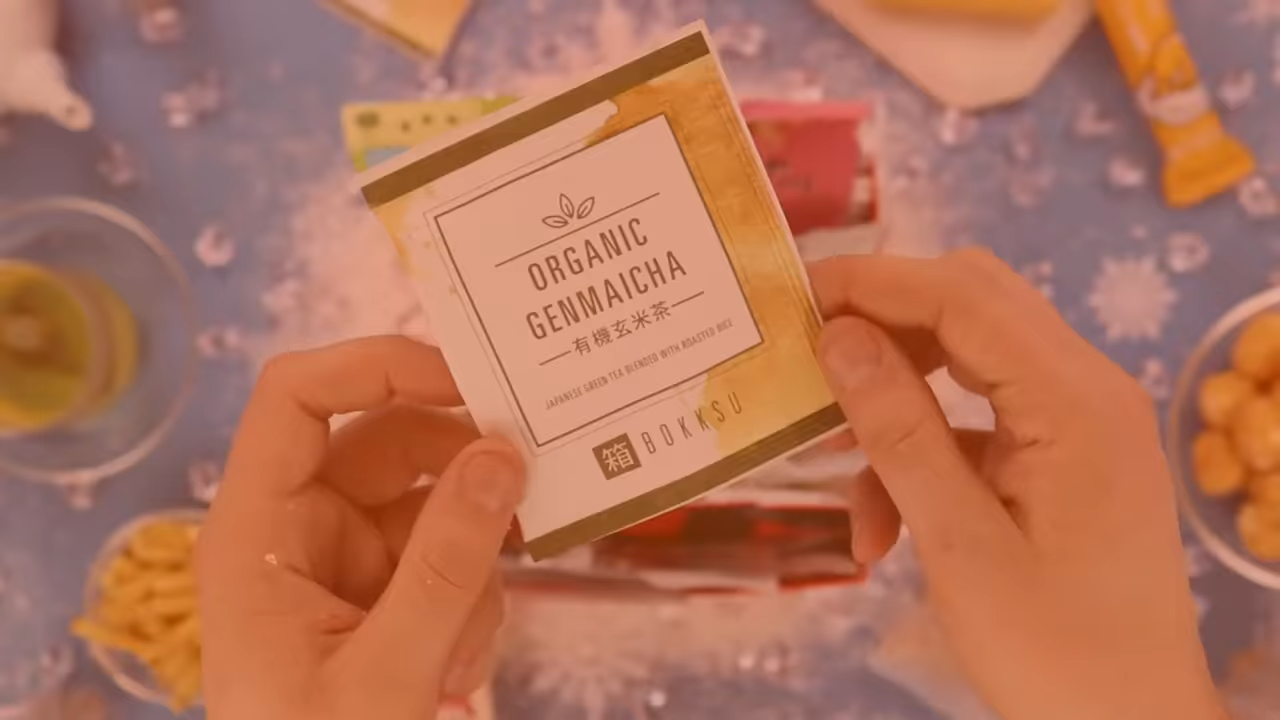 ORGANIC
GENMAICHA
有機玄米茶
JAPANESE GREEN TEA BLENDED WITH ROASTED RICE
箱 BOKKSU